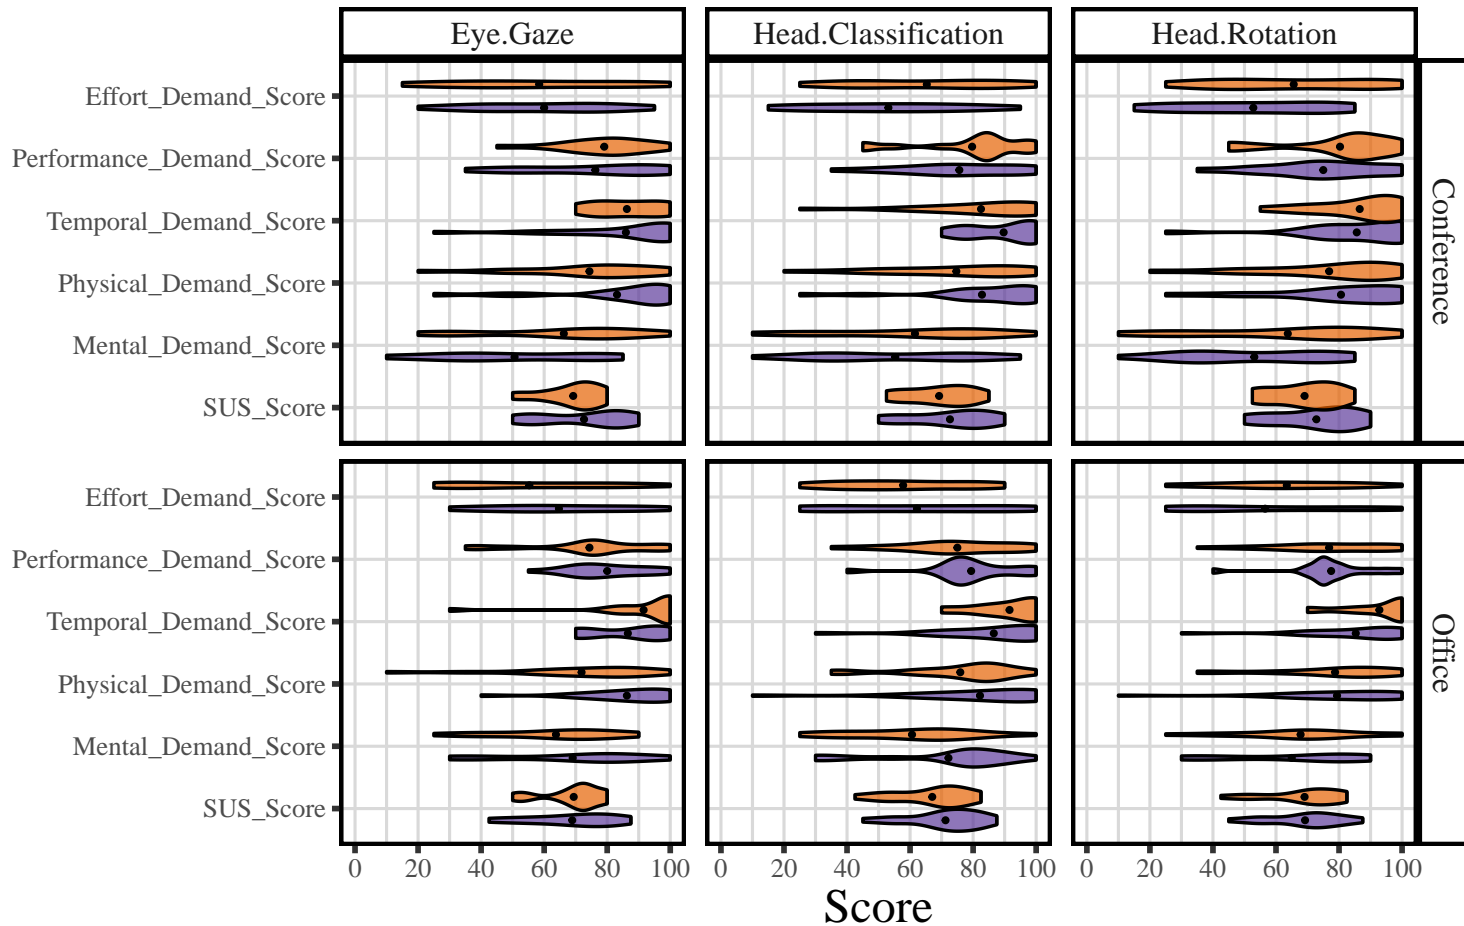 Eye.Gaze Head.Classification Head.Rotation
Effort_Demand_Score
Performance_Demand_Score
Temporal_Demand_Score
Physical_Demand_Score
Mental_Demand_Score
SUS_Score
Conference
Effort_Demand_Score
Performance_Demand_Score
Temporal_Demand_Score
Physical_Demand_Score
Mental_Demand_Score
SUS_Score
Office
0 20 40 60 80 100 0 20 40 60 80 100 0 20 40 60 80 100
Score